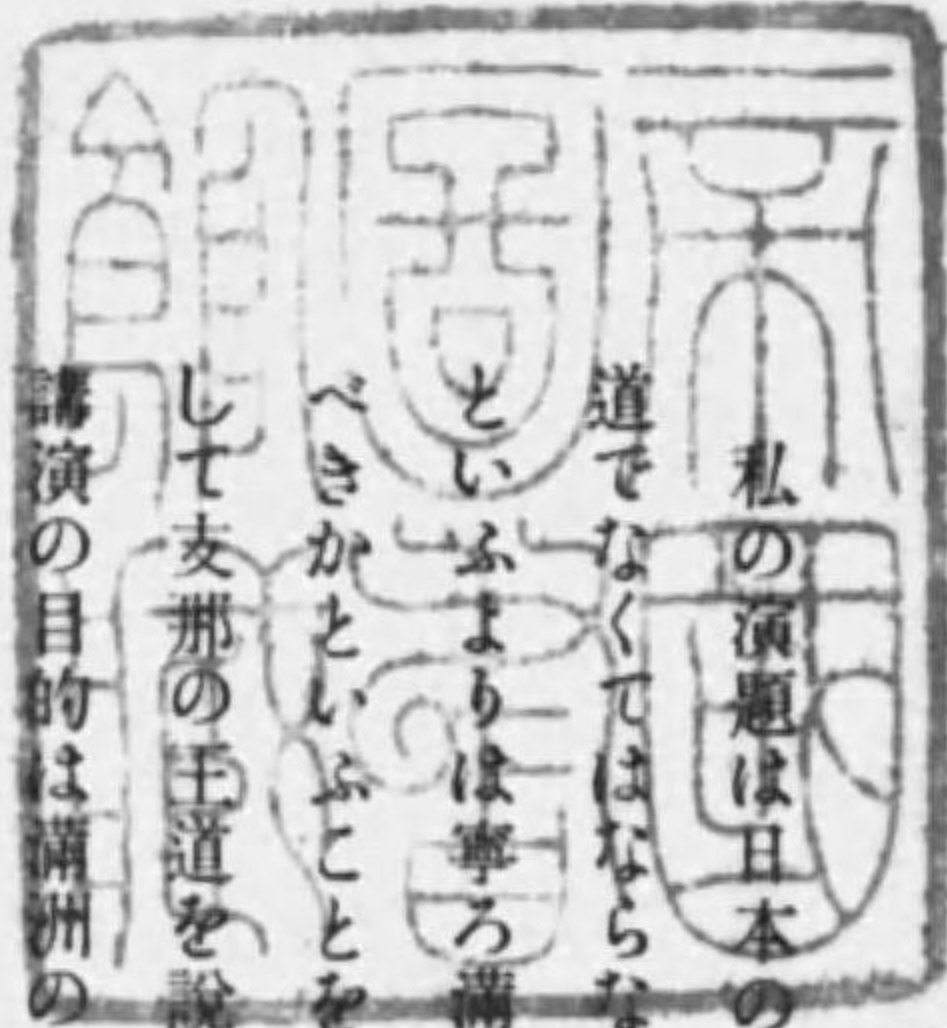 私の演題は日本の
道でなくてはならな
といふよりは寧ろ滿
べきかといふことを
して支那の王道を說
講演の目的は滿洲の